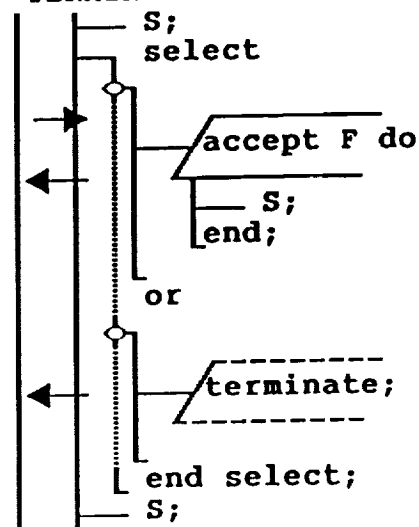 S;
select
accept F do
S;
end;
or
terminate;
end select;
S;